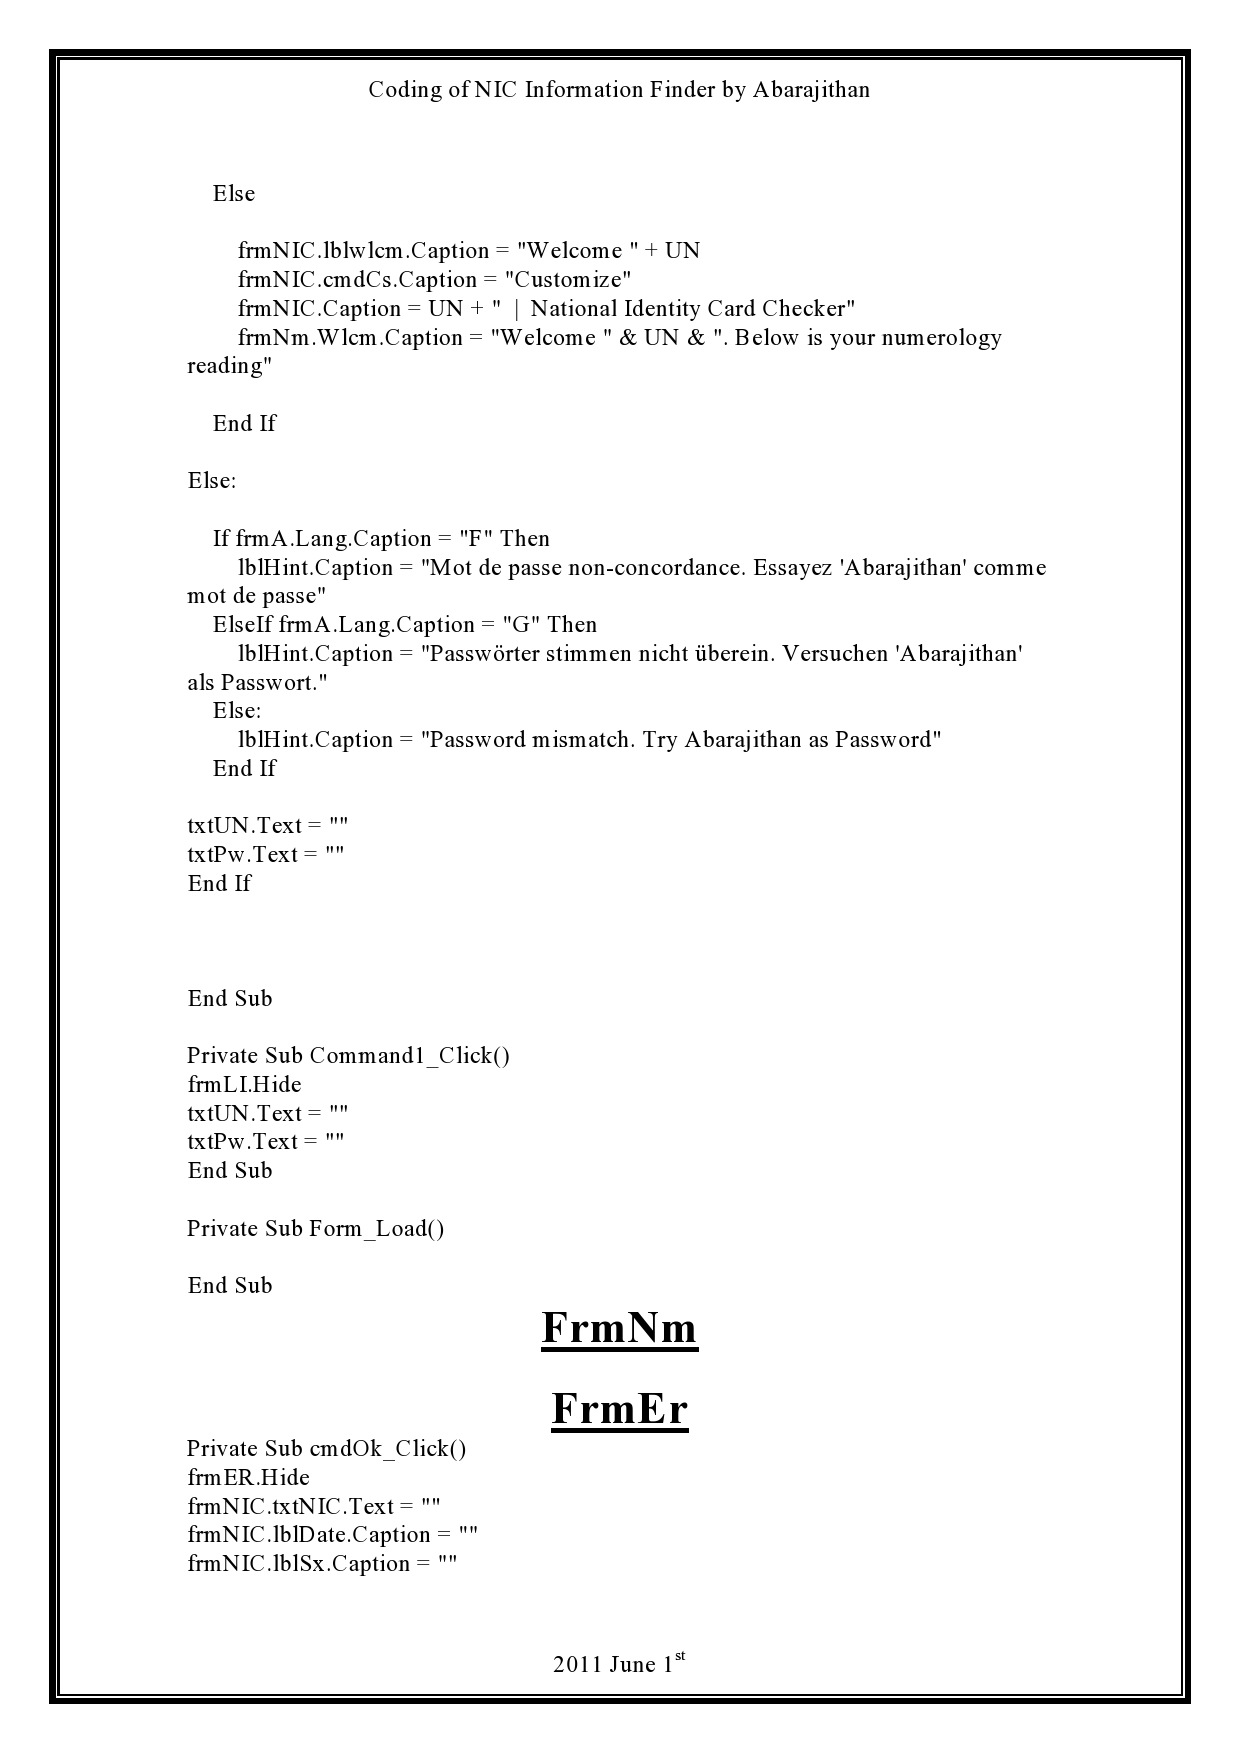 Coding of NIC Information Finder by Abarajithan
Else
frmNIC.lblwlcm.Caption = "Welcome " + UN
frmNIC.cmdCs.Caption = "Customize"
frmNIC.Caption = UN + "  |  National Identity Card Checker"
frmNm.Wlcm.Caption = "Welcome " & UN & ". Below is your numerology
reading"
End If
Else:
If frmA.Lang.Caption = "F" Then
lblHint.Caption = "Mot de passe non-concordance. Essayez 'Abarajithan' comme
mot de passe"
ElseIf frmA.Lang.Caption = "G" Then
lblHint.Caption = "Passwörter stimmen nicht überein. Versuchen 'Abarajithan'
als Passwort."
Else:
lblHint.Caption = "Password mismatch. Try Abarajithan as Password"
End If
txtUN.Text = ""
txtPw.Text = ""
End If
End Sub
Private Sub Command1_Click()
frmLI.Hide
txtUN.Text = ""
txtPw.Text = ""
End Sub
Private Sub Form_Load()
End Sub
FrmNm
FrmEr
Private Sub cmdOk_Click()
frmER.Hide
frmNIC.txtNIC.Text = ""
frmNIC.lblDate.Caption = ""
frmNIC.lblSx.Caption = ""
2011 June 1st